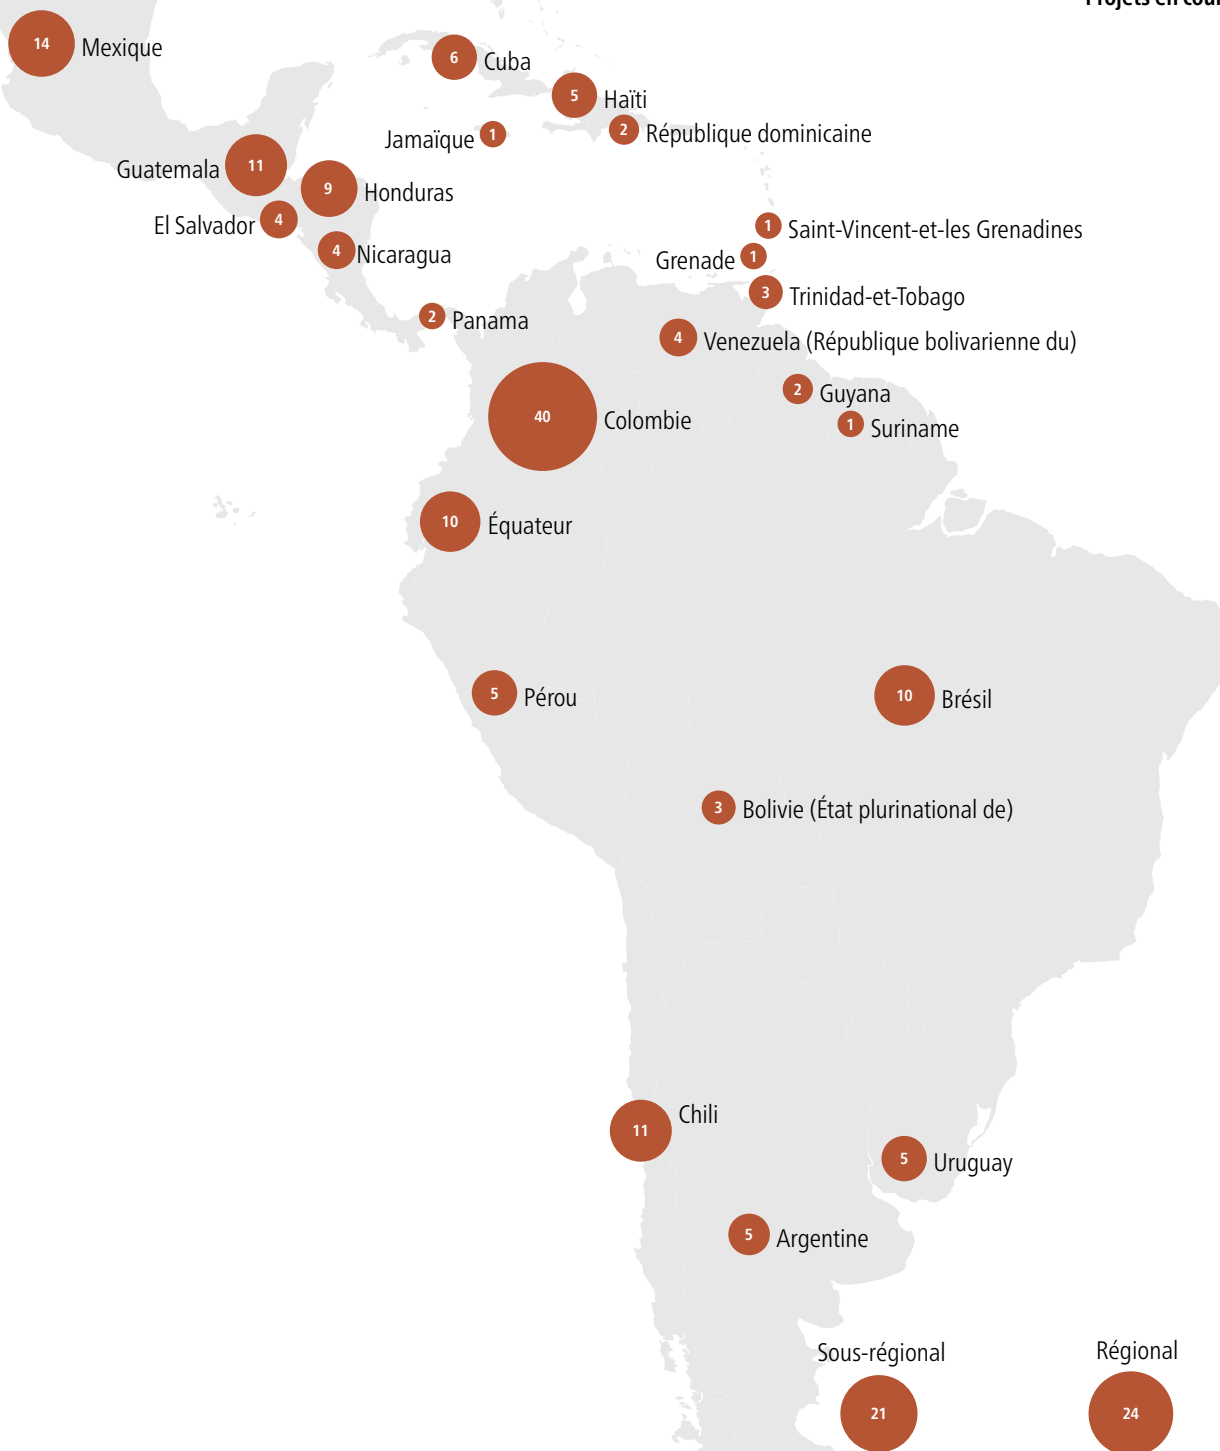 Projets en cour
14 Mexique
6 Cuba
5 Haïti
Jamaïque 1
2 République dominicaine
Guatemala 11
9 Honduras
El Salvador 4
4 Nicaragua
1 Saint-Vincent-et-les Grenadines
Grenade 1
3 Trinidad-et-Tobago
2 Panama
4 Venezuela (République bolivarienne du)
2 Guyana
40 Colombie
1 Suriname
10 Équateur
5 Pérou
10 Brésil
3 Bolivie (État plurinational de)
11 Chili
5 Uruguay
5 Argentine
Sous-régional
21
Régional
24